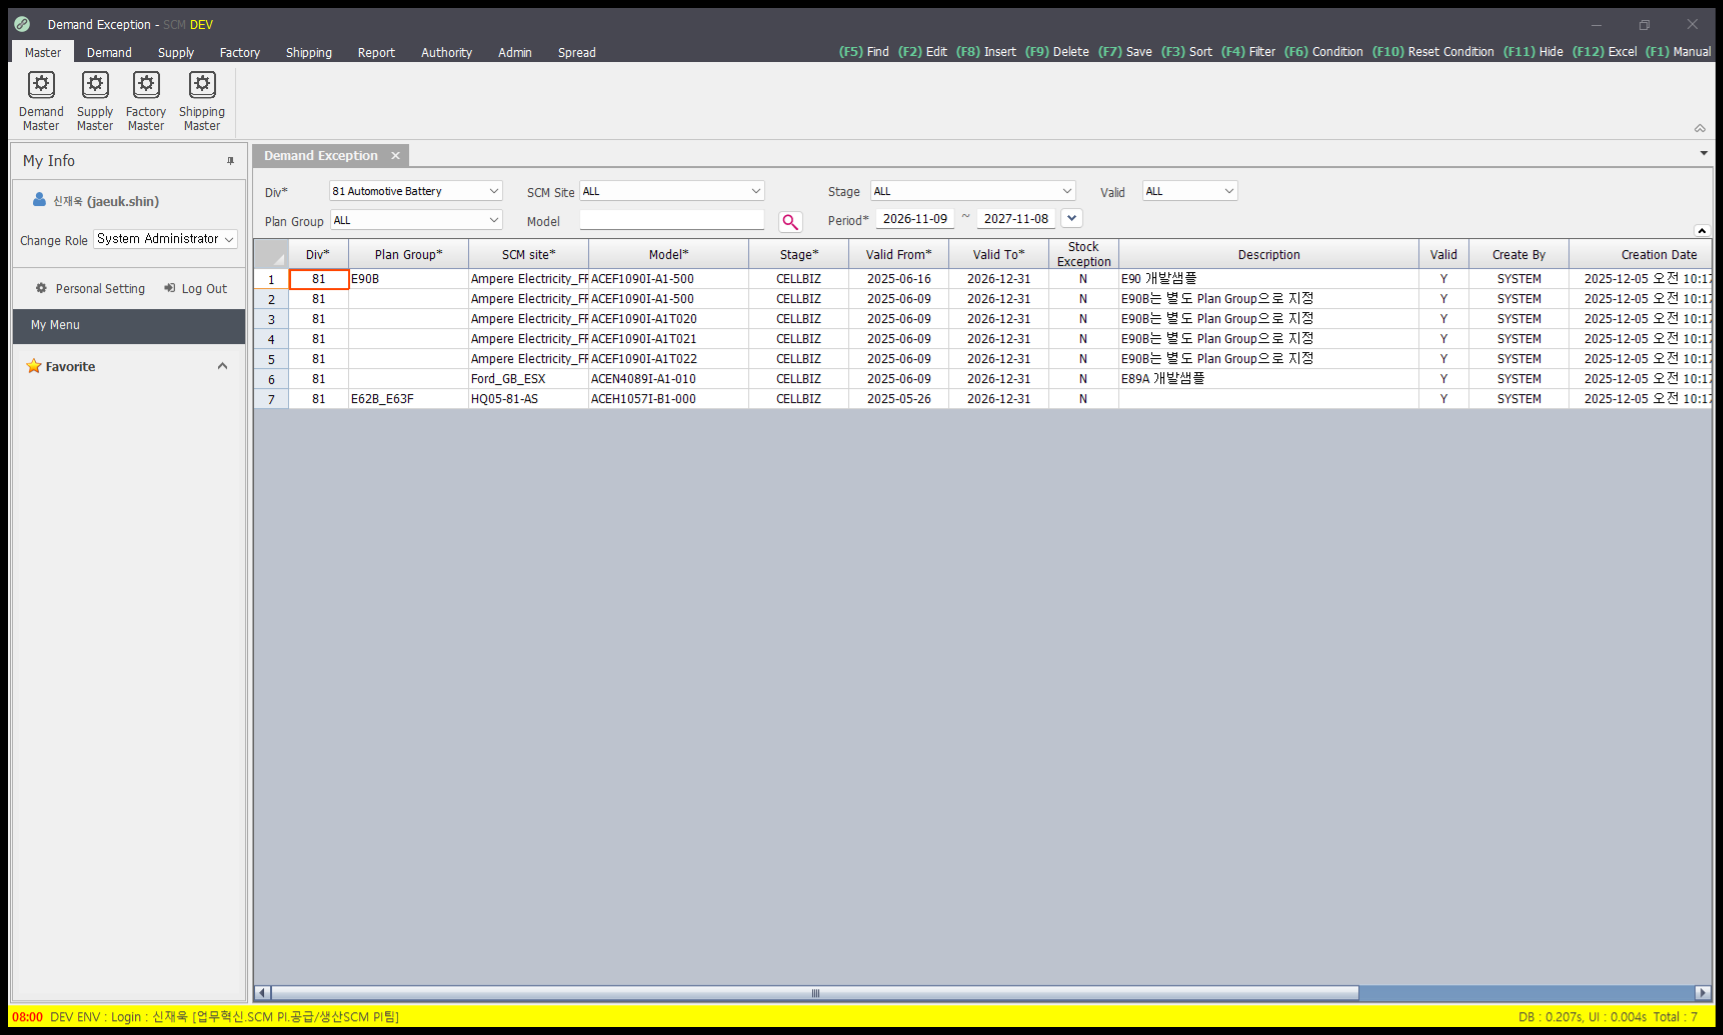 Demand Exception - SCM DEV
Master Demand Supply Factory Shipping Report Authority Admin Spread (F5) Find (F2) Edit (F8) Insert (F9) Delete (F7) Save (F3) Sort (F4) Filter (F6) Condition (F10) Reset Condition (F11) Hide (F12) Excel (F1) Manual
Demand Master Supply Master Factory Master Shipping Master
My Info
신재욱 (jaeuk.shin)
Change Role System Administrator
Personal Setting Log Out
My Menu
Favorite
Demand Exception
Div* 81 Automotive Battery SCM Site ALL Stage ALL Valid ALL
Plan Group ALL Model Period* 2026-11-09 ~ 2027-11-08
Div* Plan Group* SCM site* Model* Stage* Valid From* Valid To* Stock Exception Description Valid Create By Creation Date
1 81 E90B Ampere Electricity_FF ACEF1090I-A1-500 CELLBIZ 2025-06-16 2026-12-31 N E90 개발샘플 Y SYSTEM 2025-12-05 오전 10:17
2 81 Ampere Electricity_FF ACEF1090I-A1-500 CELLBIZ 2025-06-09 2026-12-31 N E90B는 별도 Plan Group으로 지정 Y SYSTEM 2025-12-05 오전 10:17
3 81 Ampere Electricity_FF ACEF1090I-A1T020 CELLBIZ 2025-06-09 2026-12-31 N E90B는 별도 Plan Group으로 지정 Y SYSTEM 2025-12-05 오전 10:17
4 81 Ampere Electricity_FF ACEF1090I-A1T021 CELLBIZ 2025-06-09 2026-12-31 N E90B는 별도 Plan Group으로 지정 Y SYSTEM 2025-12-05 오전 10:17
5 81 Ampere Electricity_FF ACEF1090I-A1T022 CELLBIZ 2025-06-09 2026-12-31 N E90B는 별도 Plan Group으로 지정 Y SYSTEM 2025-12-05 오전 10:17
6 81 Ford_GB_ESX ACEN4089I-A1-010 CELLBIZ 2025-06-09 2026-12-31 N E89A 개발샘플 Y SYSTEM 2025-12-05 오전 10:17
7 81 E62B_E63F HQ05-81-AS ACEH1057I-B1-000 CELLBIZ 2025-05-26 2026-12-31 N Y SYSTEM 2025-12-05 오전 10:17
08:00 DEV ENV : Login : 신재욱 [업무혁신.SCM PI.공급/생산SCM PI팀] DB : 0.207s, UI : 0.004s Total : 7